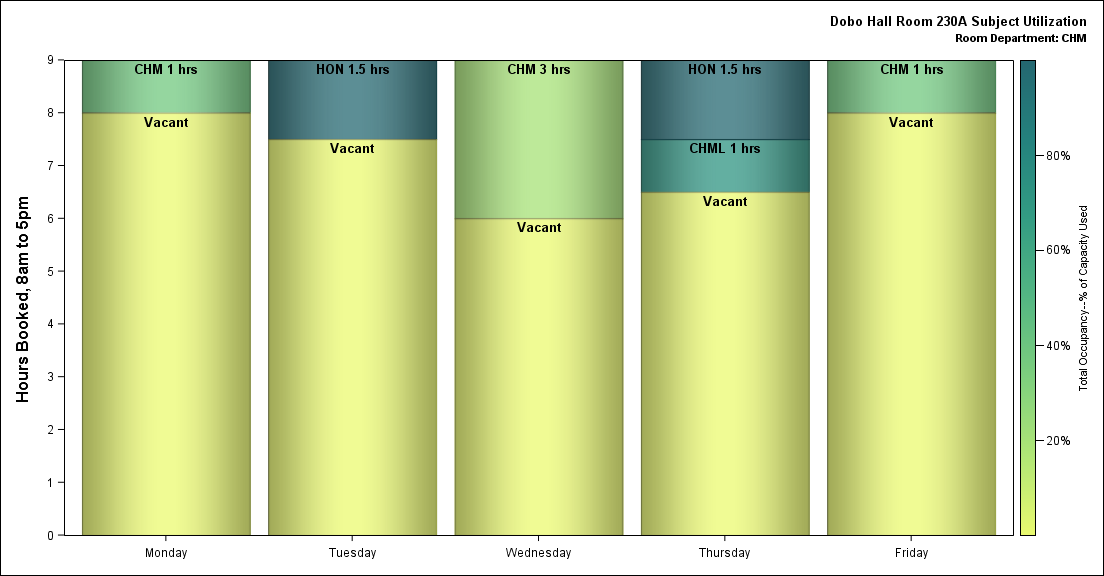 Dobo Hall Room 230A Subject Utilization
Room Department: CHM
Hours Booked, 8am to 5pm
9
8
7
6
5
4
3
2
1
0
CHM 1 hrs
Vacant
HON 1.5 hrs
Vacant
CHM 3 hrs
Vacant
HON 1.5 hrs
CHML 1 hrs
Vacant
CHM 1 hrs
Vacant
Monday
Tuesday
Wednesday
Thursday
Friday
80%
60%
40%
20%
Total Occupancy--% of Capacity Used